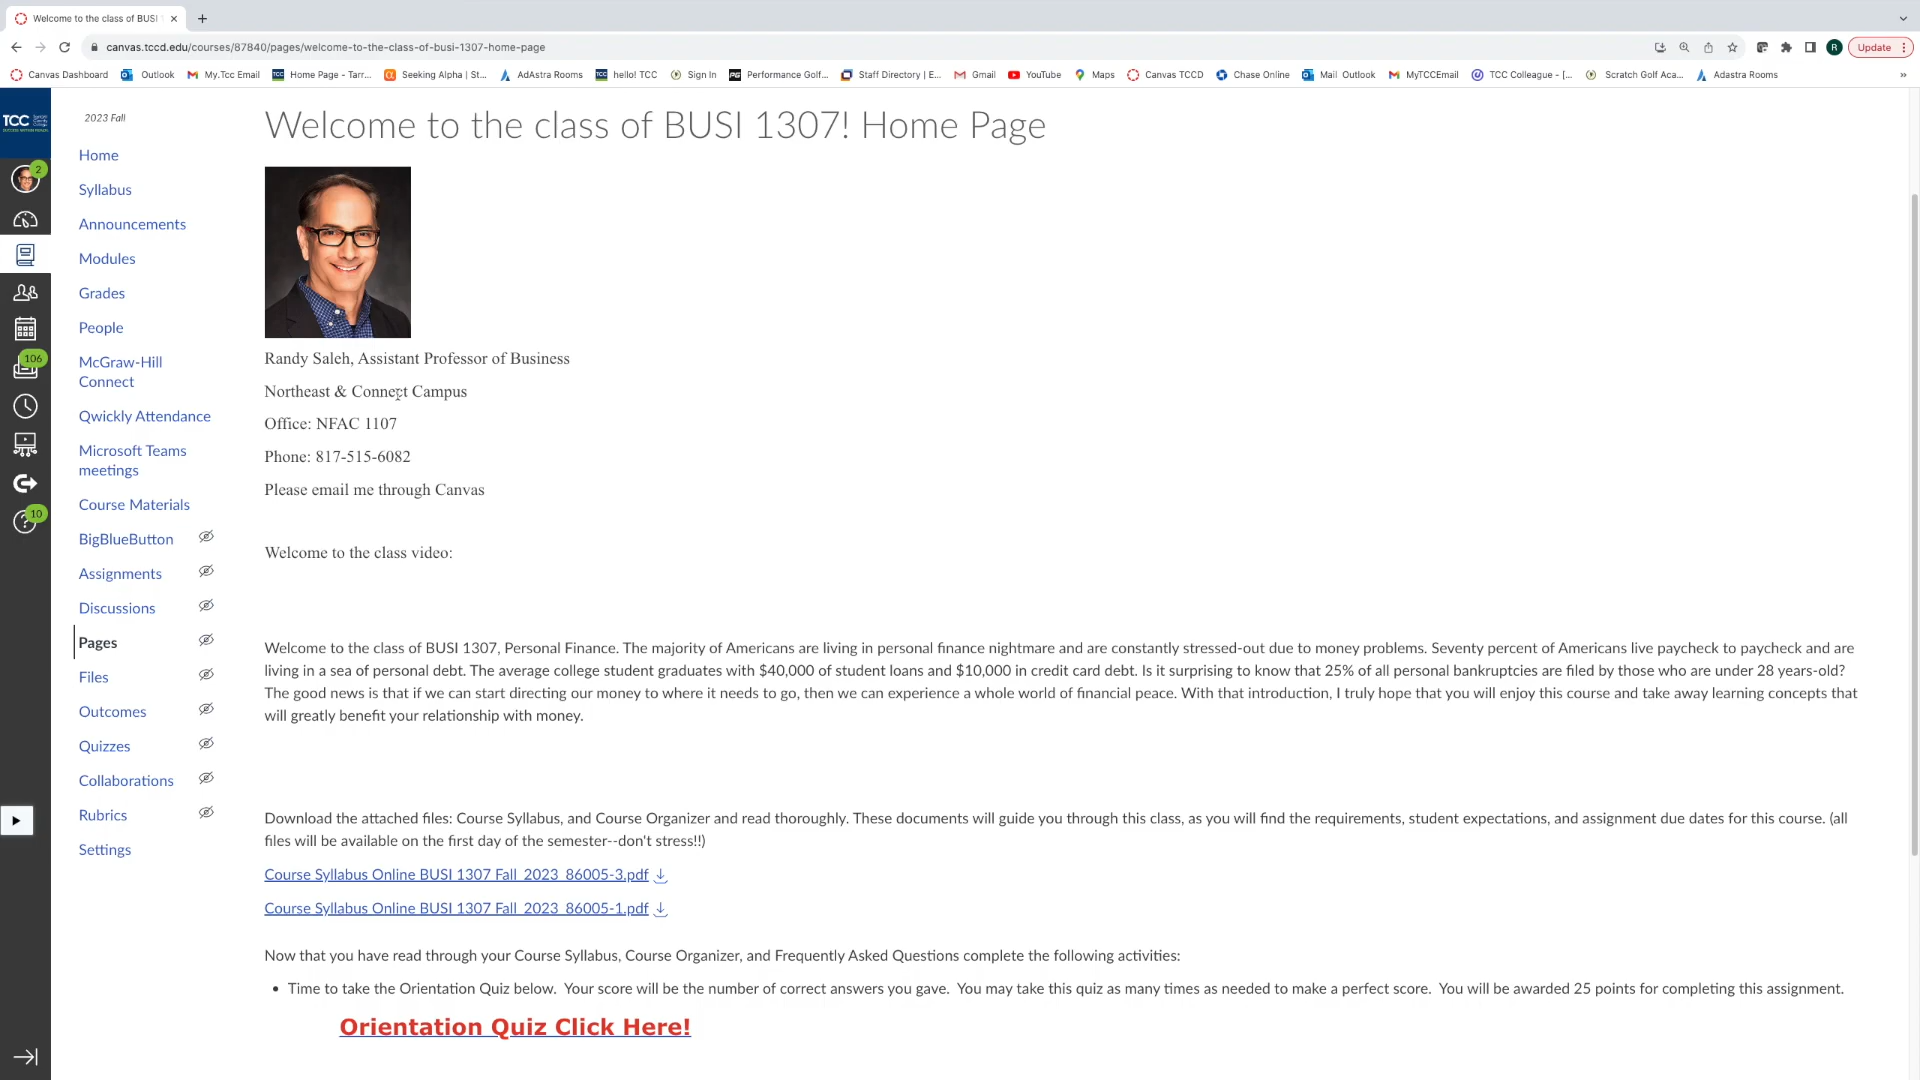 Welcome to the class of BUSI
canvas.tccd.edu/courses/87840/pages/welcome-to-the-class-of-busi-1307-home-page
R
Update
Canvas Dashboard Outlook My.Tcc Email Home Page - Tarr... Seeking Alpha | St... AdAstra Rooms hello! TCC Sign In Performance Golf... Staff Directory | E... Gmail YouTube Maps Canvas TCCD Chase Online Mail Outlook MyTCCEmail TCC Colleague - [... Scratch Golf Aca... Adastra Rooms »
TCC
2
106
10
2023 Fall
Home
Syllabus
Announcements
Modules
Grades
People
McGraw-Hill
Connect
Qwickly Attendance
Microsoft Teams
meetings
Course Materials
BigBlueButton
Assignments
Discussions
Pages
Files
Outcomes
Quizzes
Collaborations
Rubrics
Settings
Welcome to the class of BUSI 1307! Home Page
Randy Saleh, Assistant Professor of Business
Northeast & Connect Campus
Office: NFAC 1107
Phone: 817-515-6082
Please email me through Canvas
Welcome to the class video:
Welcome to the class of BUSI 1307, Personal Finance. The majority of Americans are living in personal finance nightmare and are constantly stressed-out due to money problems. Seventy percent of Americans live paycheck to paycheck and are
living in a sea of personal debt. The average college student graduates with $40,000 of student loans and $10,000 in credit card debt. Is it surprising to know that 25% of all personal bankruptcies are filed by those who are under 28 years-old?
The good news is that if we can start directing our money to where it needs to go, then we can experience a whole world of financial peace. With that introduction, I truly hope that you will enjoy this course and take away learning concepts that
will greatly benefit your relationship with money.
Download the attached files: Course Syllabus, and Course Organizer and read thoroughly. These documents will guide you through this class, as you will find the requirements, student expectations, and assignment due dates for this course. (all
files will be available on the first day of the semester--don't stress!!)
Course Syllabus Online BUSI 1307 Fall_2023_86005-3.pdf
Course Syllabus Online BUSI 1307 Fall_2023_86005-1.pdf
Now that you have read through your Course Syllabus, Course Organizer, and Frequently Asked Questions complete the following activities:
• Time to take the Orientation Quiz below. Your score will be the number of correct answers you gave. You may take this quiz as many times as needed to make a perfect score. You will be awarded 25 points for completing this assignment.
Orientation Quiz Click Here!